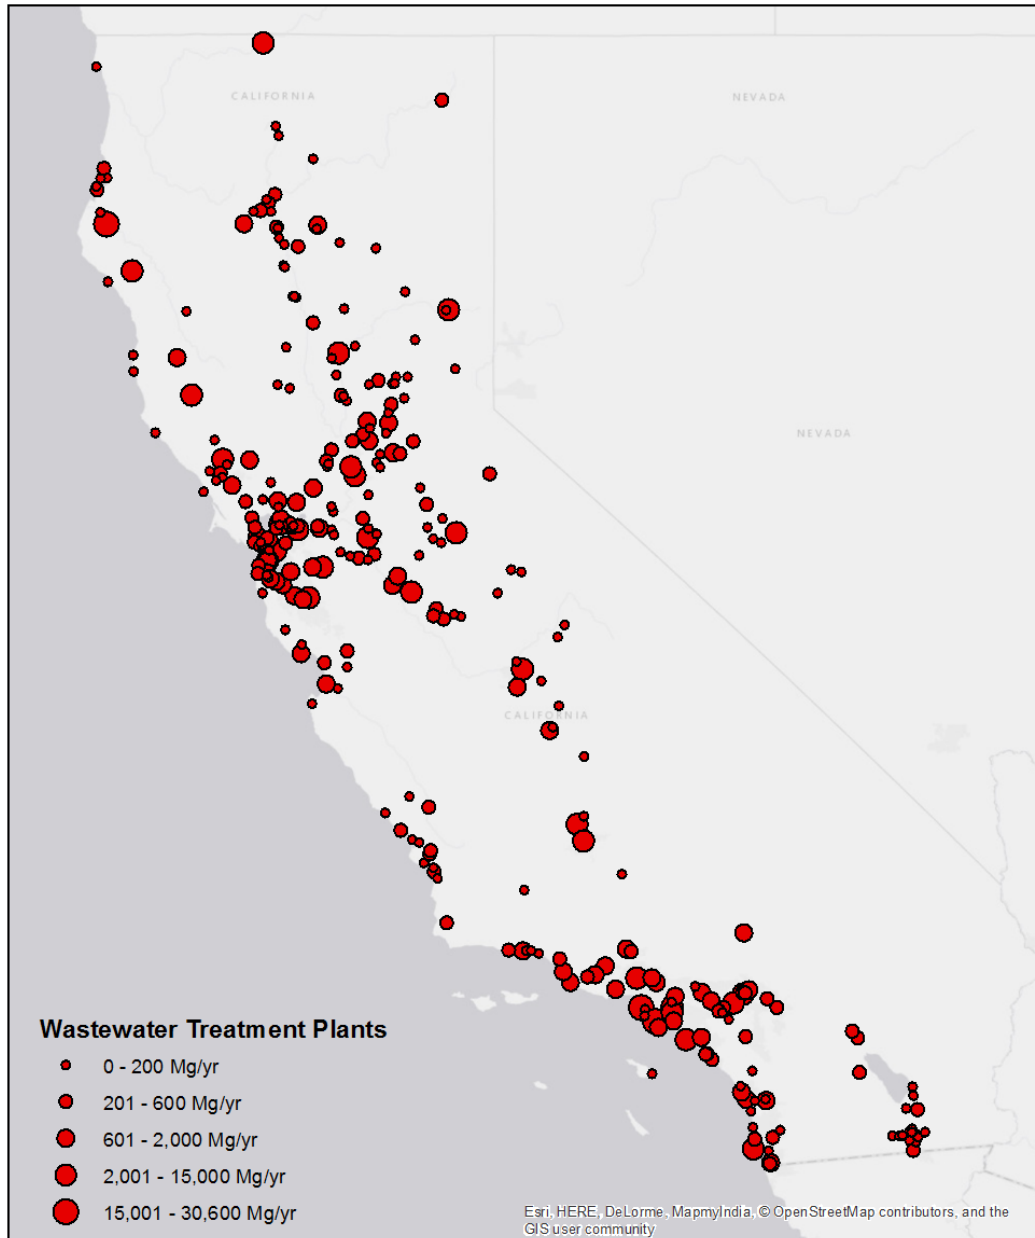 CALIFORNIA
NEVADA
NEVADA
CALIFORNIA
Wastewater Treatment Plants
0 - 200 Mg/yr
201 - 600 Mg/yr
601 - 2,000 Mg/yr
2,001 - 15,000 Mg/yr
15,001 - 30,600 Mg/yr
Esri, HERE, DeLorme, MapmyIndia, © OpenStreetMap contributors, and the
GIS user community